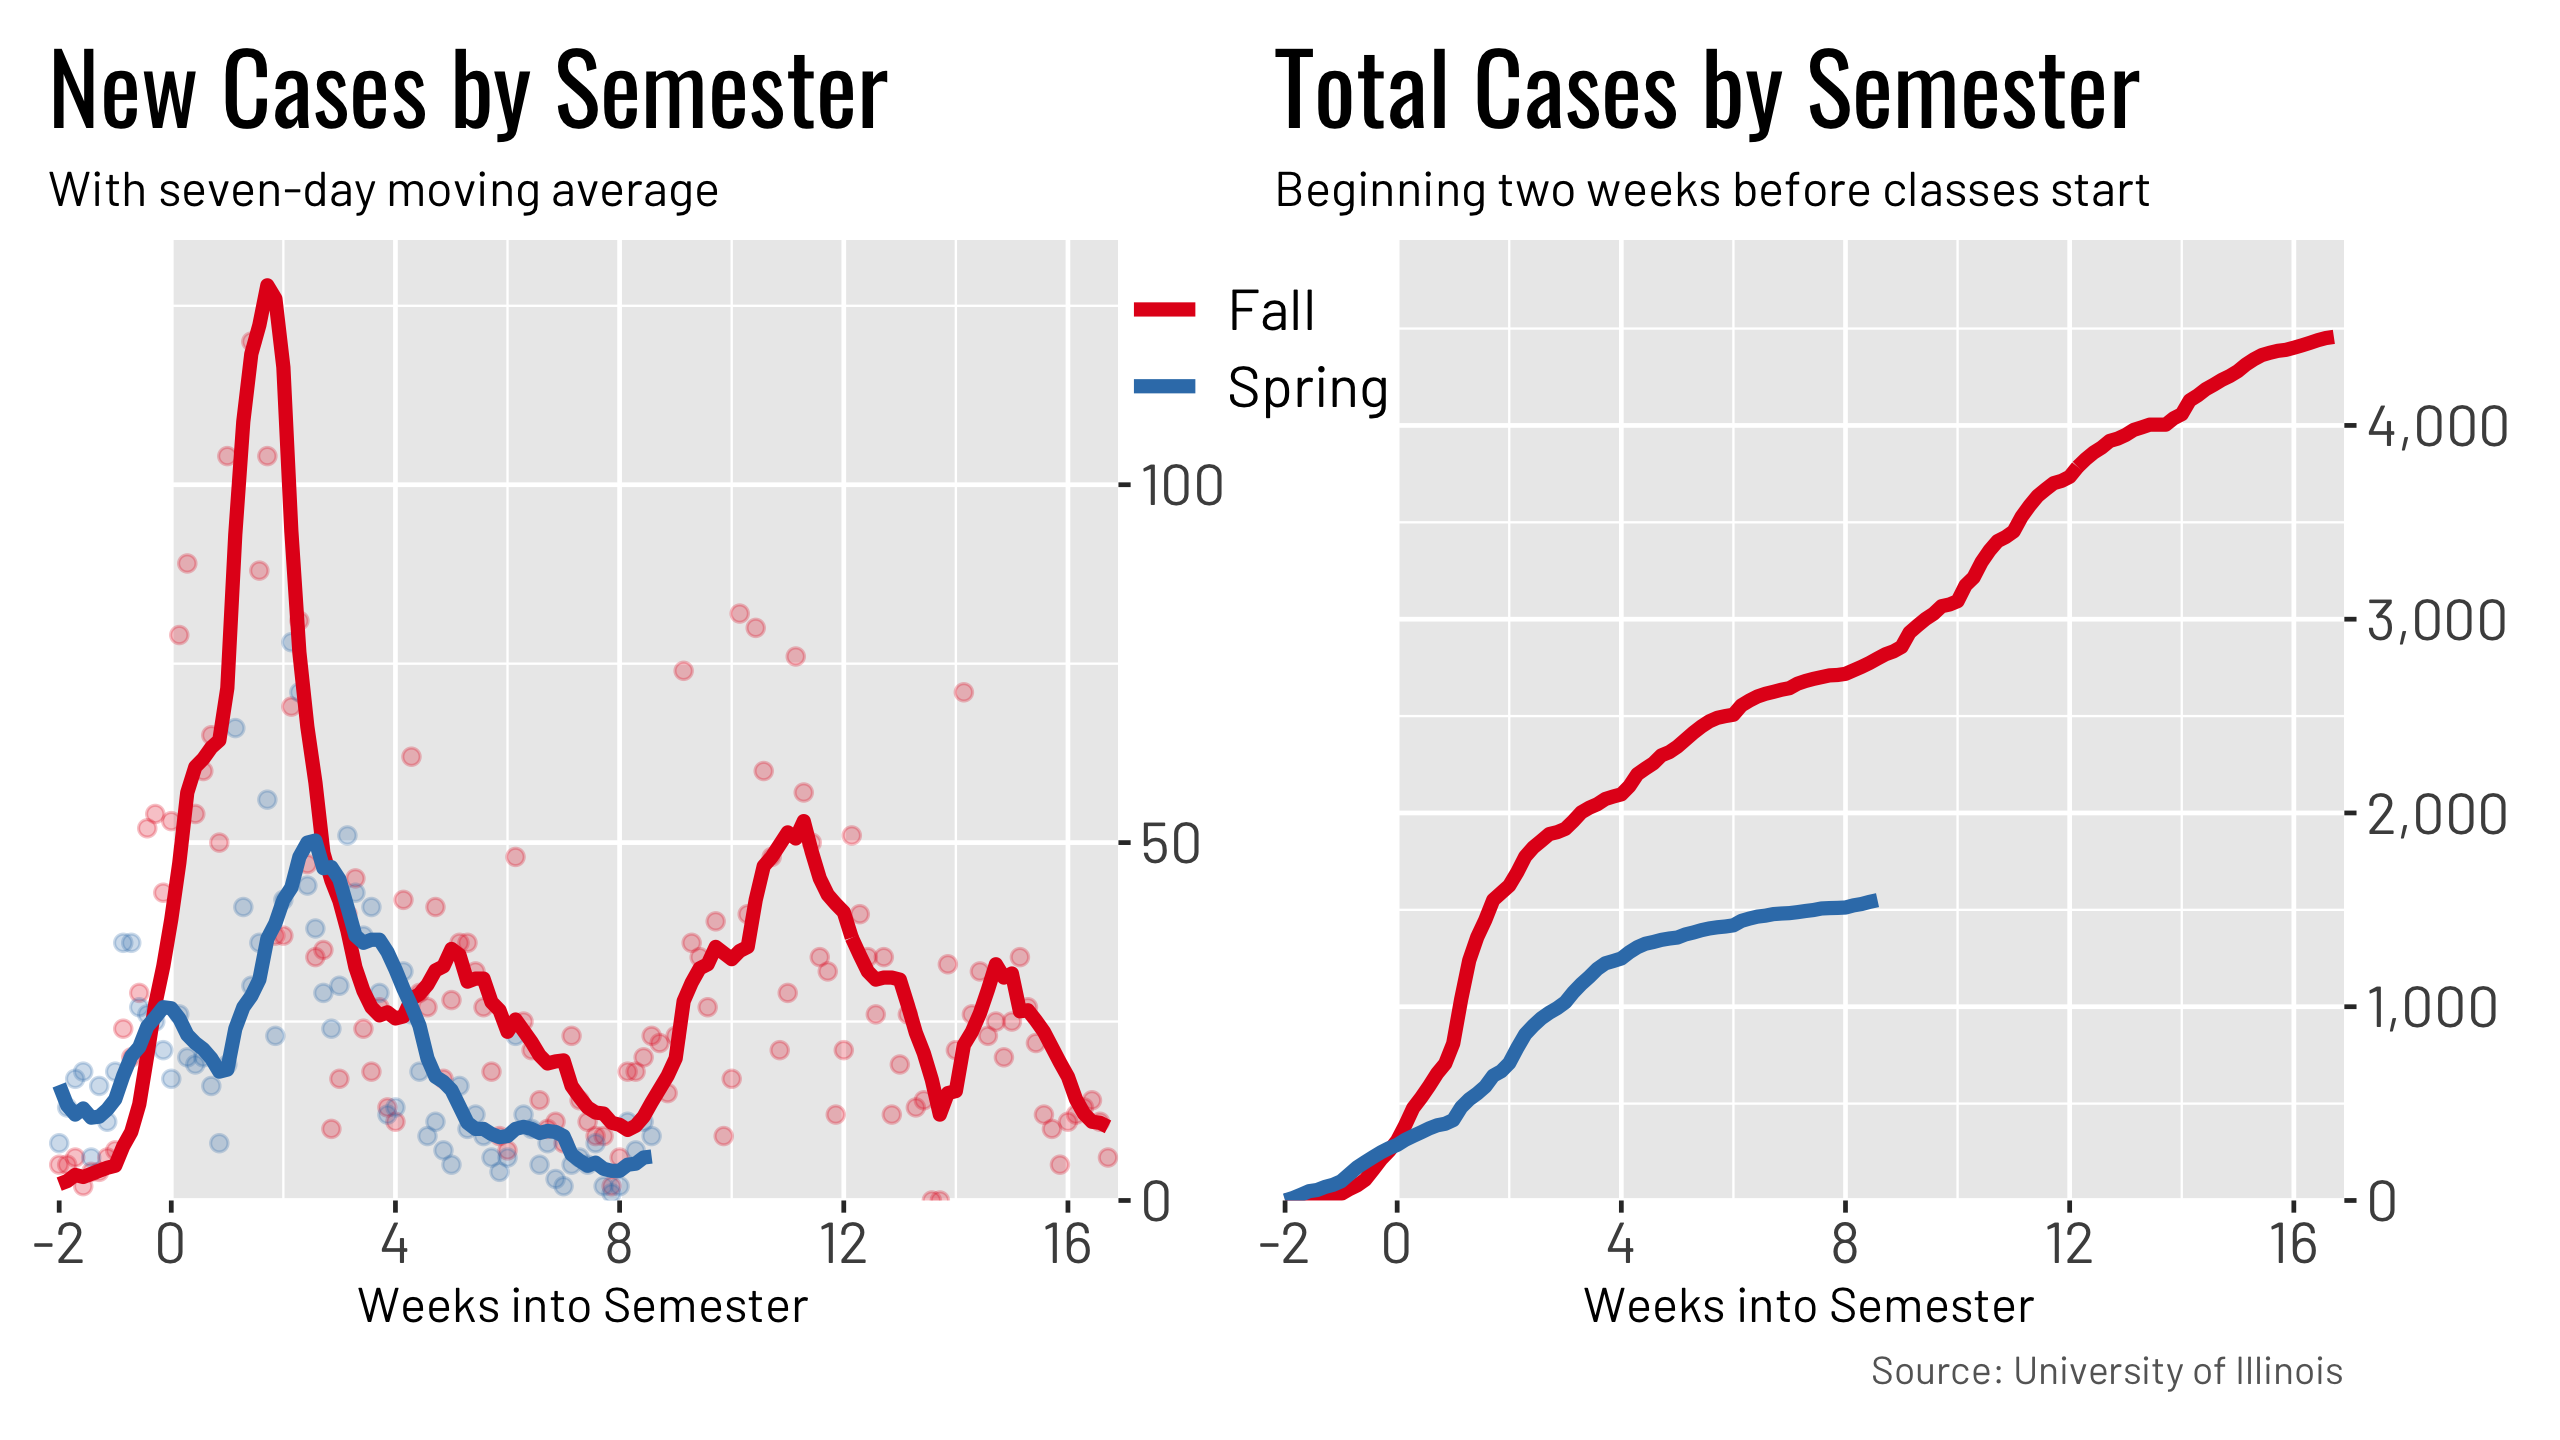 New Cases by Semester
With seven-day moving average
100
50
0
-2 0 4 8 12 16
Weeks into Semester
Fall
Spring
Total Cases by Semester
Beginning two weeks before classes start
4,000
3,000
2,000
1,000
0
-2 0 4 8 12 16
Weeks into Semester
Source: University of Illinois